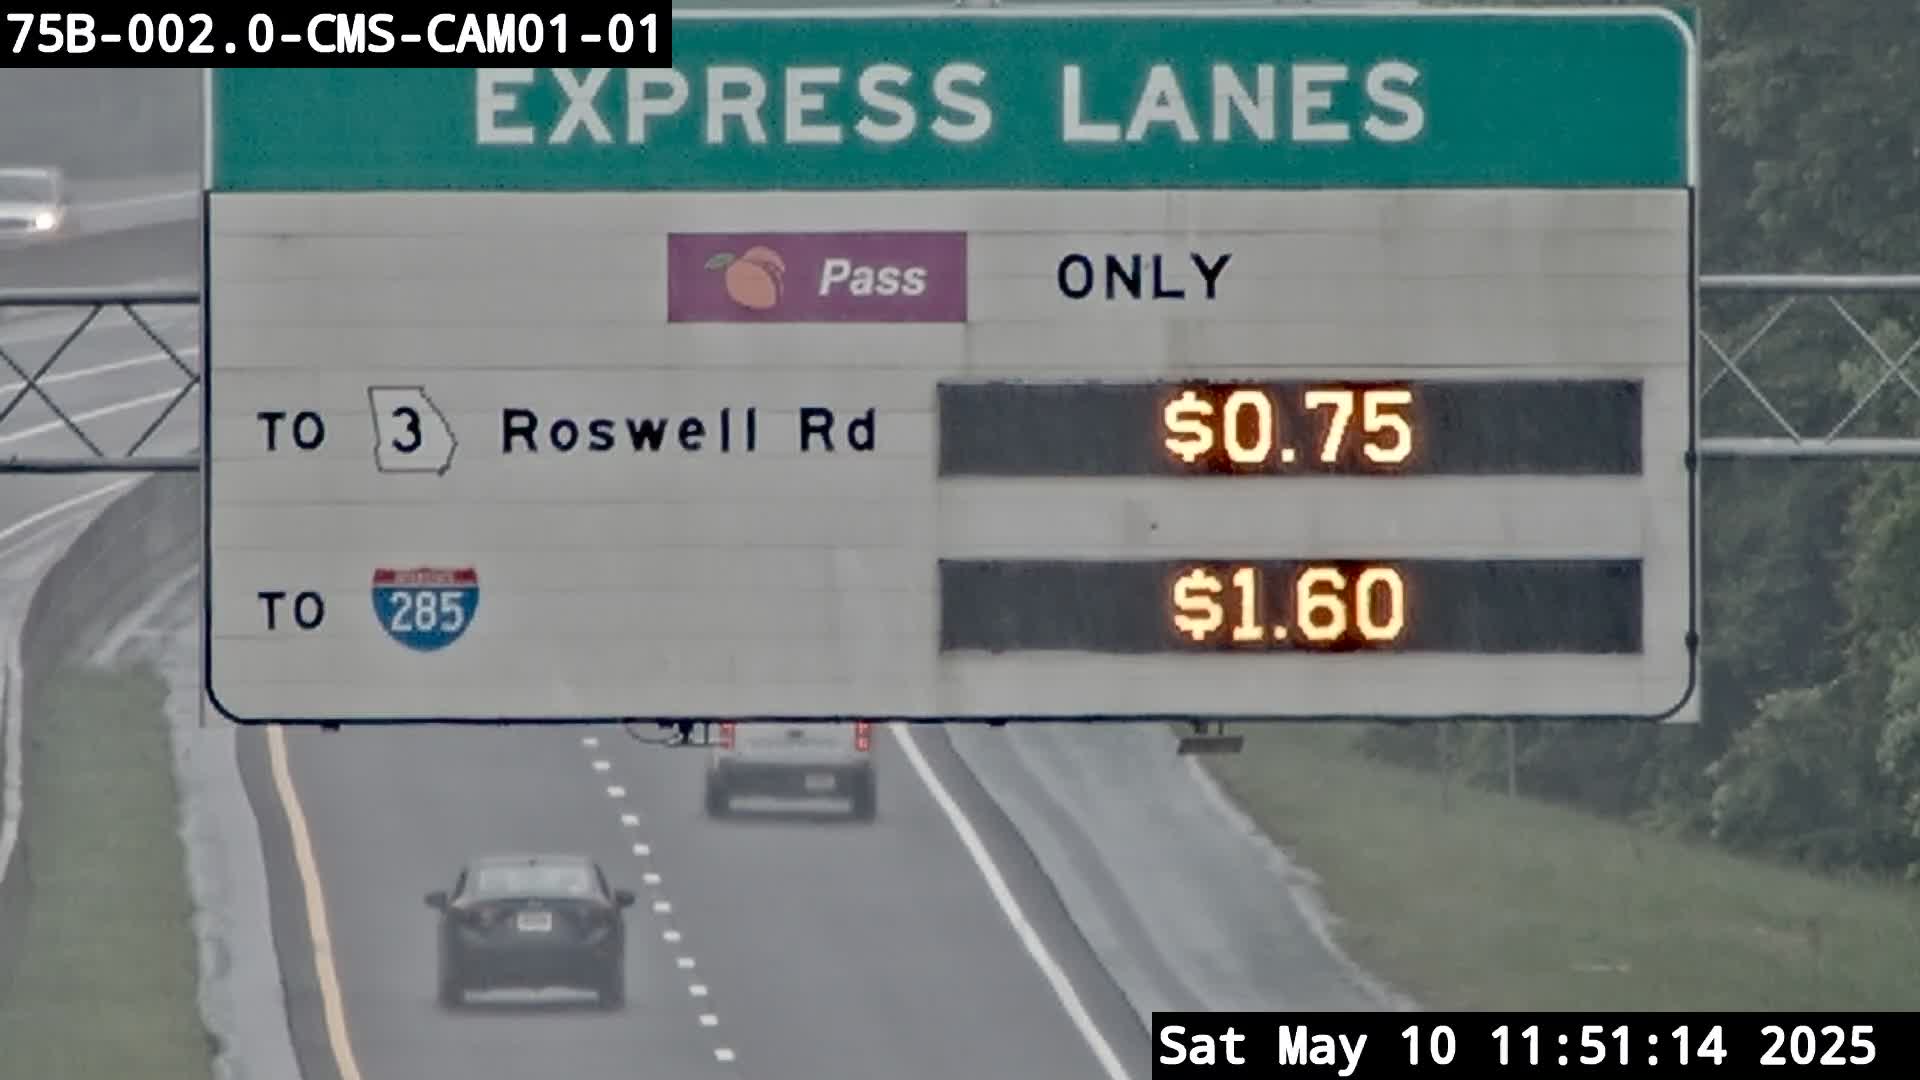 75B-002.0-CMS-CAM01-01
EXPRESS LANES
Pass ONLY
TO 3 Roswell Rd $0.75
TO 285 $1.60
Sat May 10 11:51:14 2025